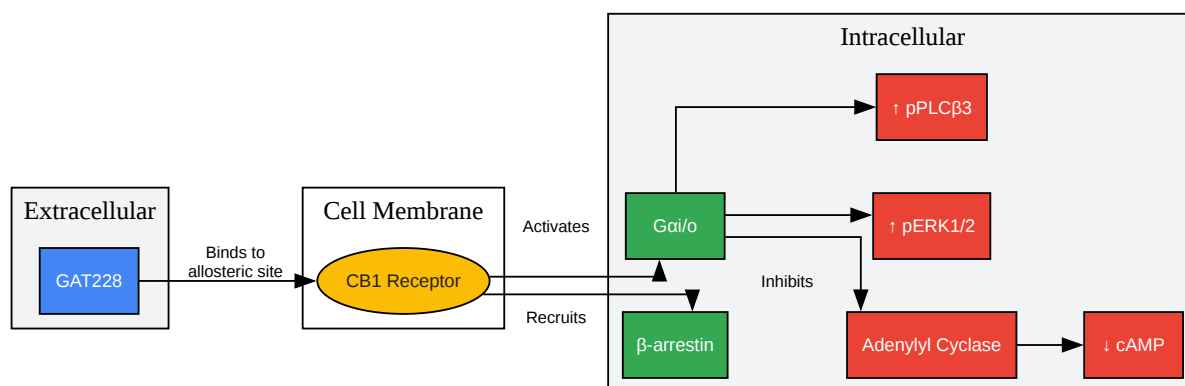 Intracellular
↑ pPLCβ3
Extracellular
Cell Membrane
Activates
Gαi/o
↑ pERK1/2
GAT228
Binds to
allosteric site
CB1 Receptor
Inhibits
Recruits
β-arrestin
Adenylyl Cyclase
↓ cAMP